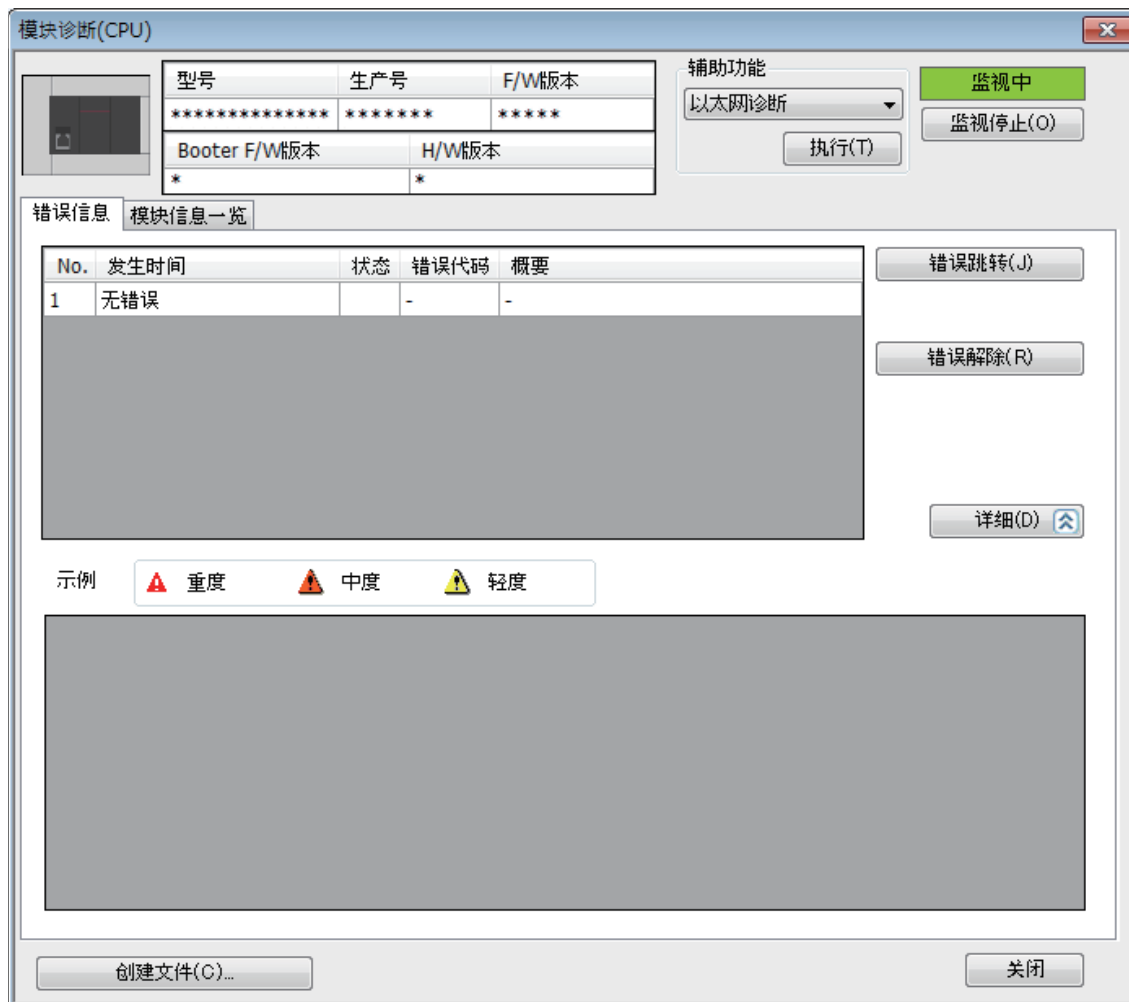 模块诊断(CPU)
型号 生产号 F/W版本
************** ******* *****
Booter F/W版本 H/W版本
* *
辅助功能
以太网诊断
执行(T)
监视中
监视停止(O)
错误信息 模块信息一览
No. 发生时间 状态 错误代码 概要
1 无错误 - -
错误跳转(J)
错误解除(R)
详细(D)
示例 重度 中度 轻度
创建文件(C)...
关闭